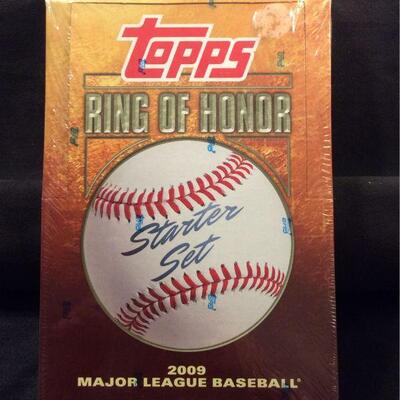 Topps
RING OF HONOR
Starter
Set
2009
MAJOR LEAGUE BASEBALL®